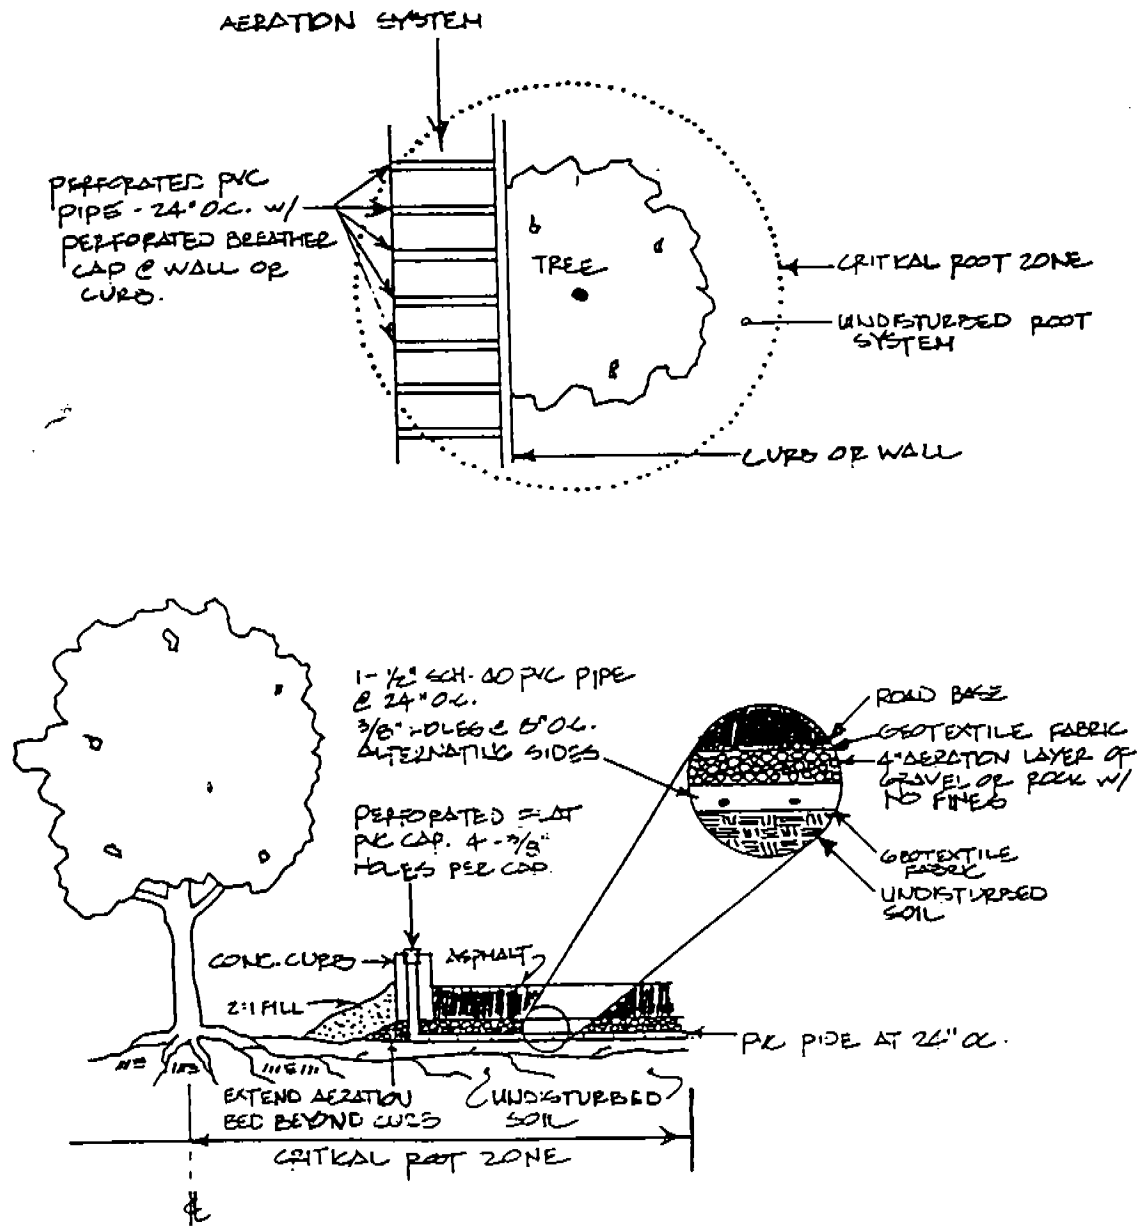 AERATION SYSTEM
PERFORATED PVC
PIPE - 24" O.C. W/
PERFORATED BREATHER
CAP @ WALL OR
CURB.
TREE
CRITICAL ROOT ZONE
UNDISTURBED ROOT
SYSTEM
CURB OR WALL
1-1/2" SCH. 40 PVC PIPE
@ 24" O.C.
3/8" HOLES @ 8" O.C.
ALTERNATING SIDES
ROAD BASE
GEOTEXTILE FABRIC
4" AERATION LAYER OF
GRAVEL OR ROCK W/
NO FINES
PERFORATED FLAT
PVC CAP. 4-3/8"
HOLES PER CAP.
GEOTEXTILE
FABRIC
UNDISTURBED
SOIL
CONC. CURB
ASPHALT
2:1 FILL
PVC PIPE AT 24" OC.
EXTEND AERATION
BED BEYOND CURB
UNDISTURBED
SOIL
CRITICAL ROOT ZONE
℄